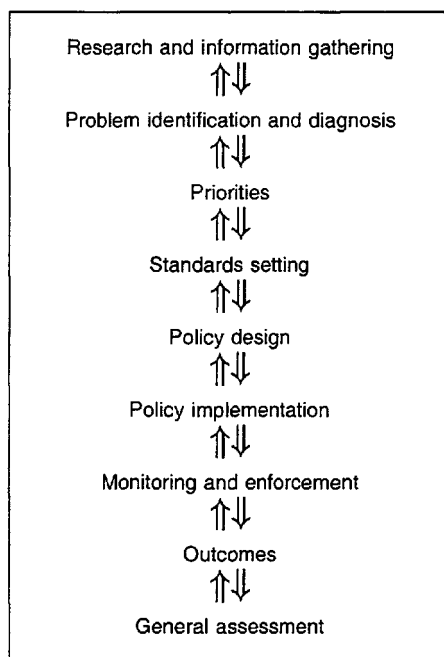 Research and information gathering
Problem identification and diagnosis
Priorities
Standards setting
Policy design
Policy implementation
Monitoring and enforcement
Outcomes
General assessment